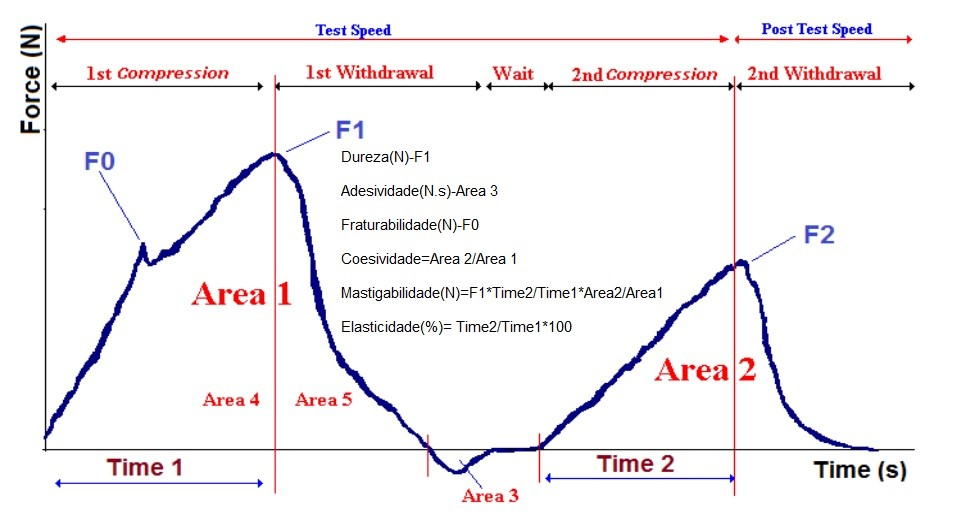 Test Speed
Post Test Speed
1st Compression
1st Withdrawal
Wait
2nd Compression
2nd Withdrawal
Force (N)
F1
F0
Dureza(N)-F1
Adesividade(N.s)-Area 3
Fraturabilidade(N)-F0
F2
Coesividade=Area 2/Area 1
Area 1
Mastigabilidade(N)=F1*Time2/Time1*Area2/Area1
Elasticidade(%)= Time2/Time1*100
Area 2
Area 4
Area 5
Time 1
Time 2
Time (s)
Area 3